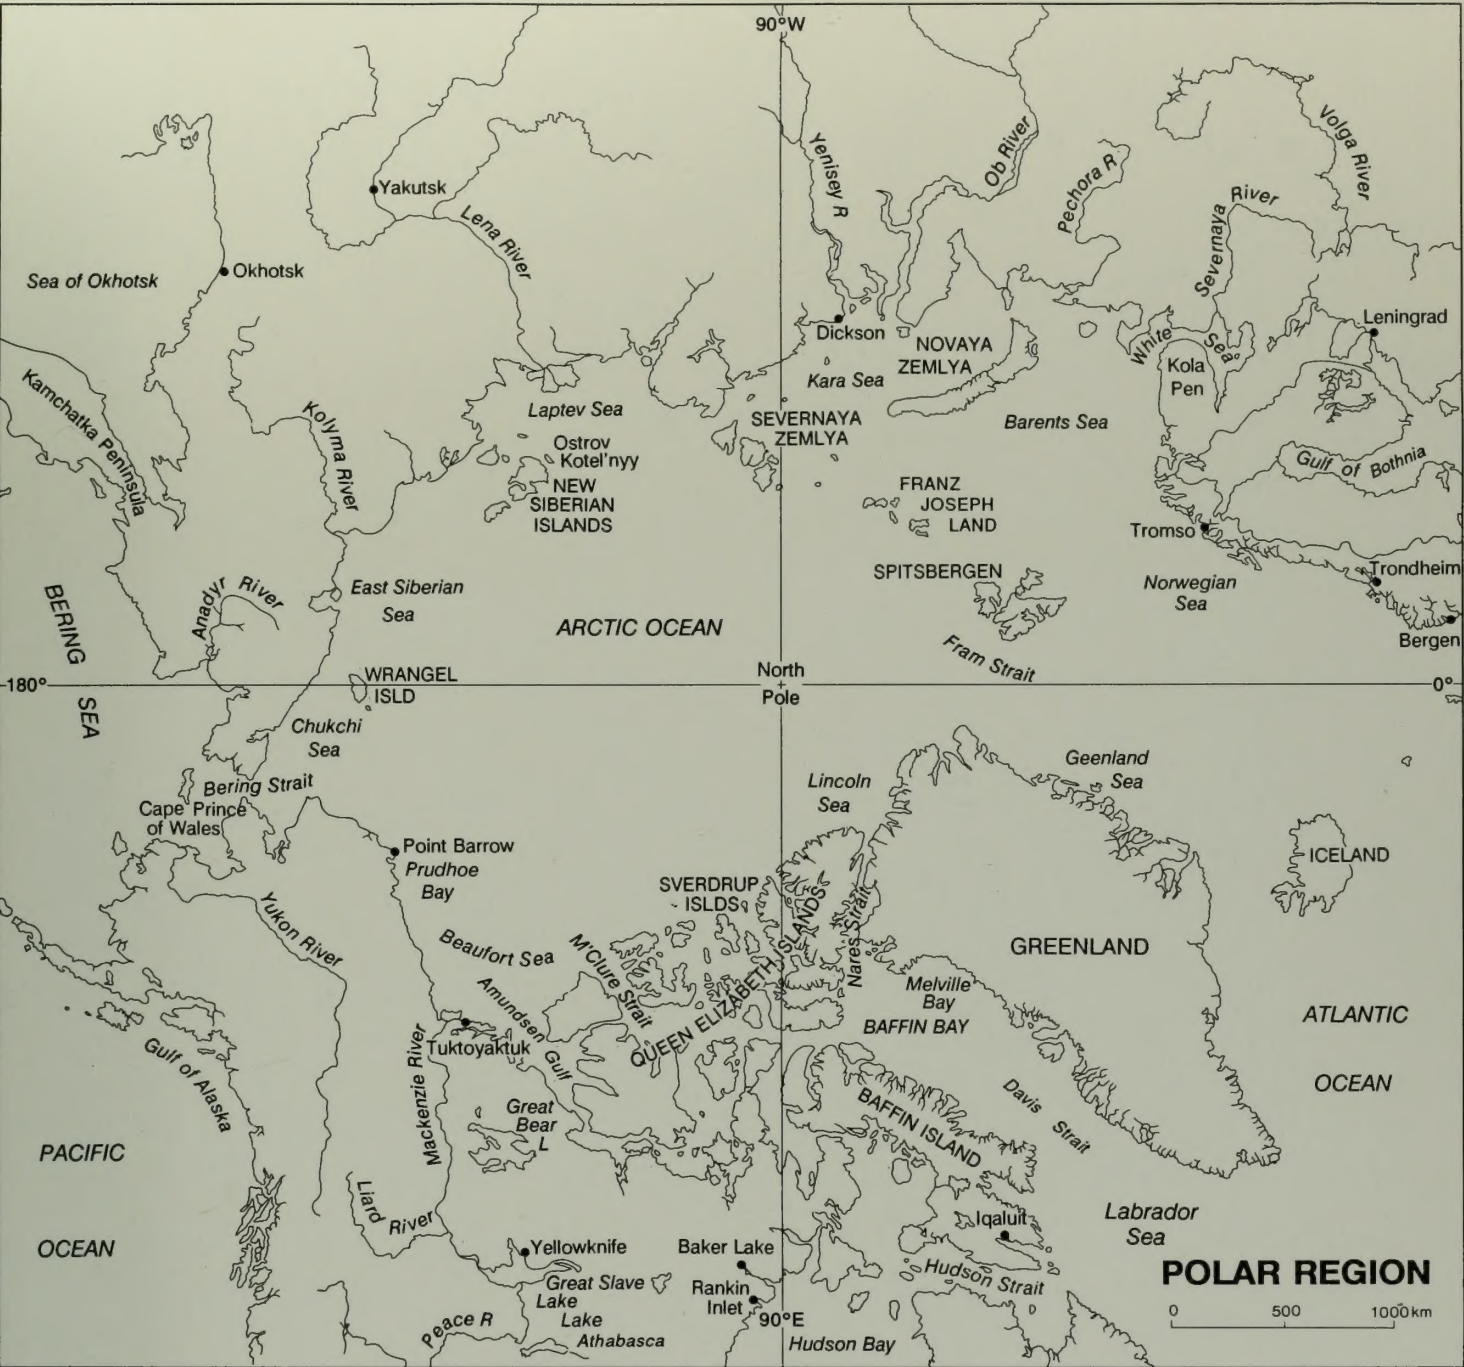 90°W
Yakutsk
Lena River
Yenisey R
Ob River
Pechora R
Volga River
Severnaya River
Sea of Okhotsk
Okhotsk
Dickson
NOVAYA
ZEMLYA
White Sea
Leningrad
Kola
Pen
Kara Sea
Kamchatka Peninsula
Kolyma River
Laptev Sea
SEVERNAYA
ZEMLYA
Barents Sea
Ostrov
Kotel'nyy
NEW
SIBERIAN
ISLANDS
FRANZ
JOSEPH
LAND
Gulf of Bothnia
Tromso
SPITSBERGEN
Norwegian
Sea
Trondheim
Bergen
BERING
SEA
Anadyr River
East Siberian
Sea
ARCTIC OCEAN
Fram Strait
180°
WRANGEL
ISLD
North
Pole
0°
Chukchi
Sea
Bering Strait
Cape Prince
of Wales
Lincoln
Sea
Geenland
Sea
Point Barrow
Prudhoe
Bay
ICELAND
SVERDRUP
ISLDS
Yukon River
Beaufort Sea
M'Clure Strait
Amundsen Gulf
QUEEN ELIZABETH ISLANDS
Nares Strait
GREENLAND
Melville
Bay
BAFFIN BAY
ATLANTIC
OCEAN
Gulf of Alaska
Tuktoyaktuk
Mackenzie River
Great
Bear
L
BAFFIN ISLAND
Davis Strait
PACIFIC
OCEAN
Liard River
Yellowknife
Baker Lake
Iqaluit
Labrador
Sea
Great Slave
Lake
Rankin
Inlet
Hudson Strait
Peace R
Lake
Athabasca
90°E
Hudson Bay
POLAR REGION
0 500 1000km